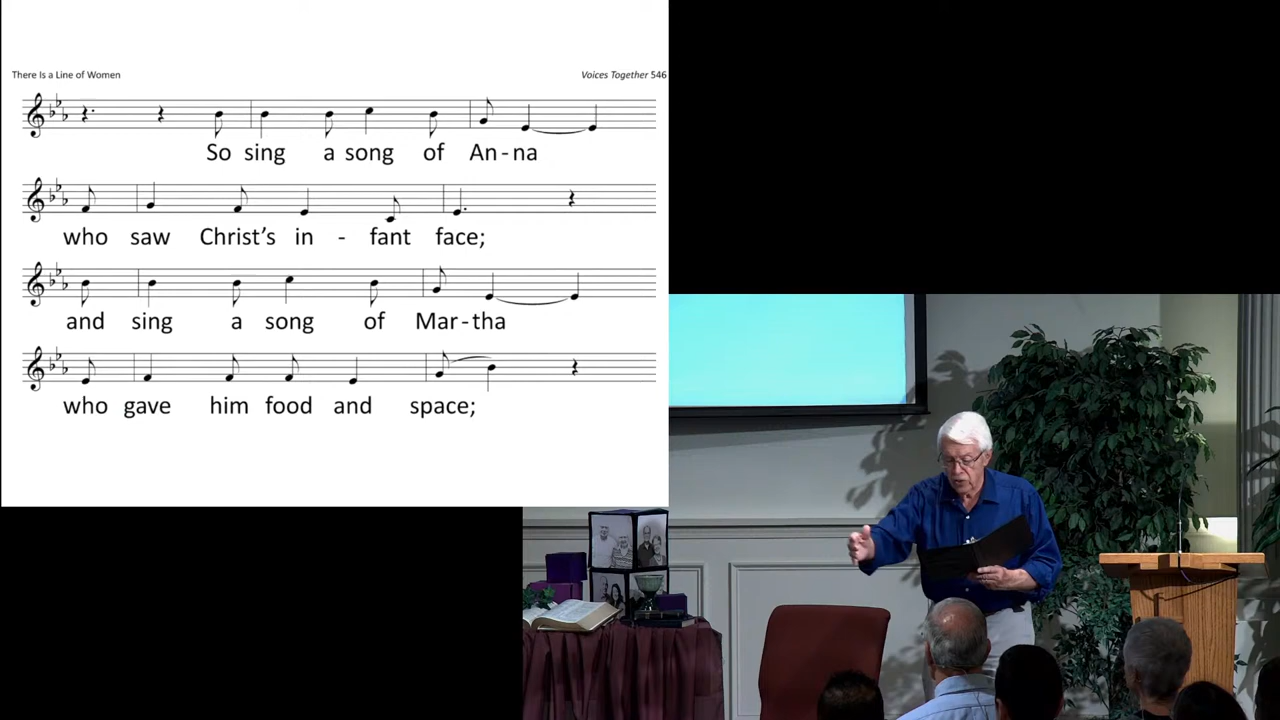 There Is a Line of Women
Voices Together 546
So sing a song of An-na
who saw Christ's in - fant face;
and sing a song of Mar-tha
who gave him food and space;